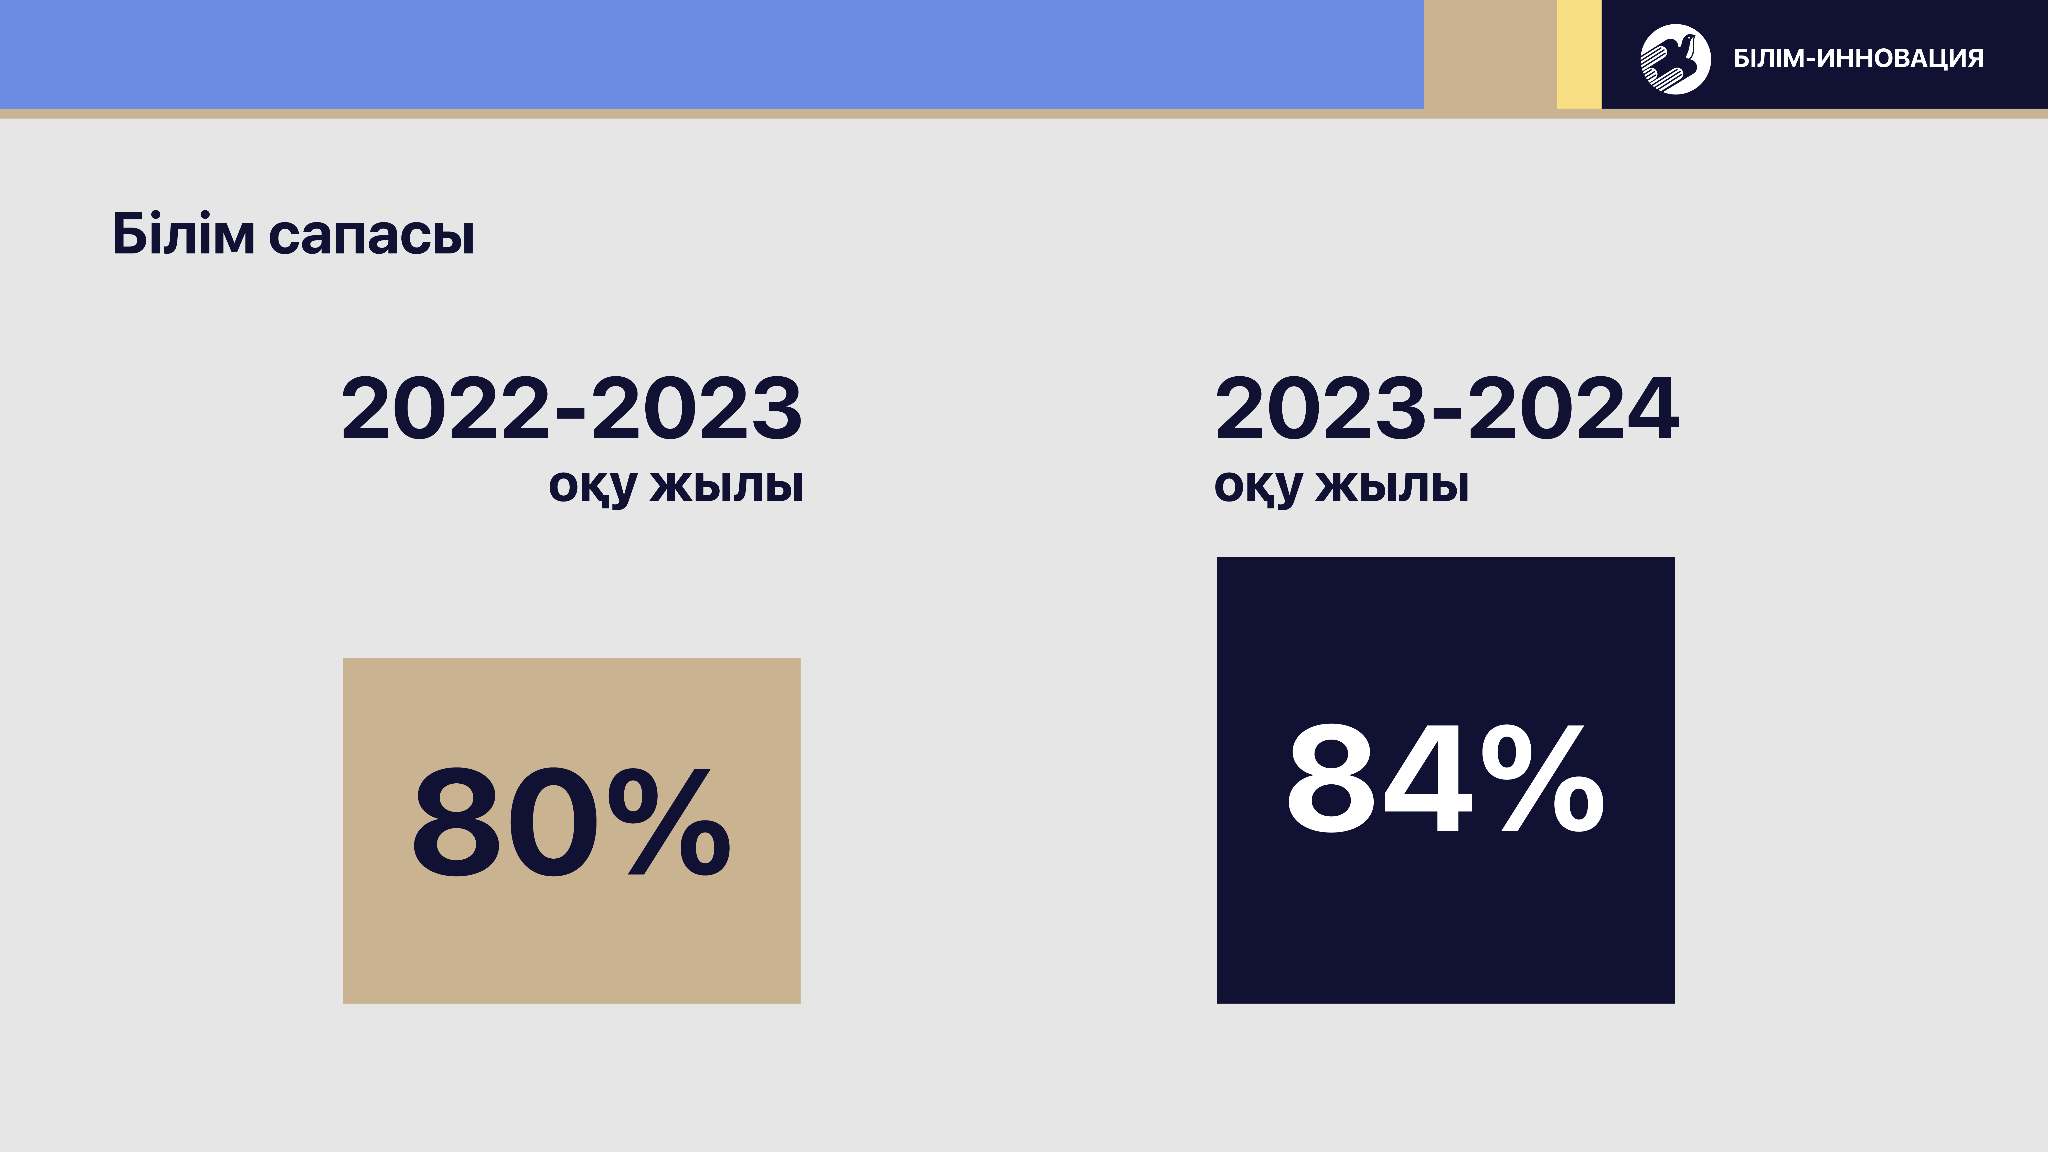 БІЛІМ-ИННОВАЦИЯ
Білім сапасы
2022-2023
оқу жылы
2023-2024
оқу жылы
80%
84%